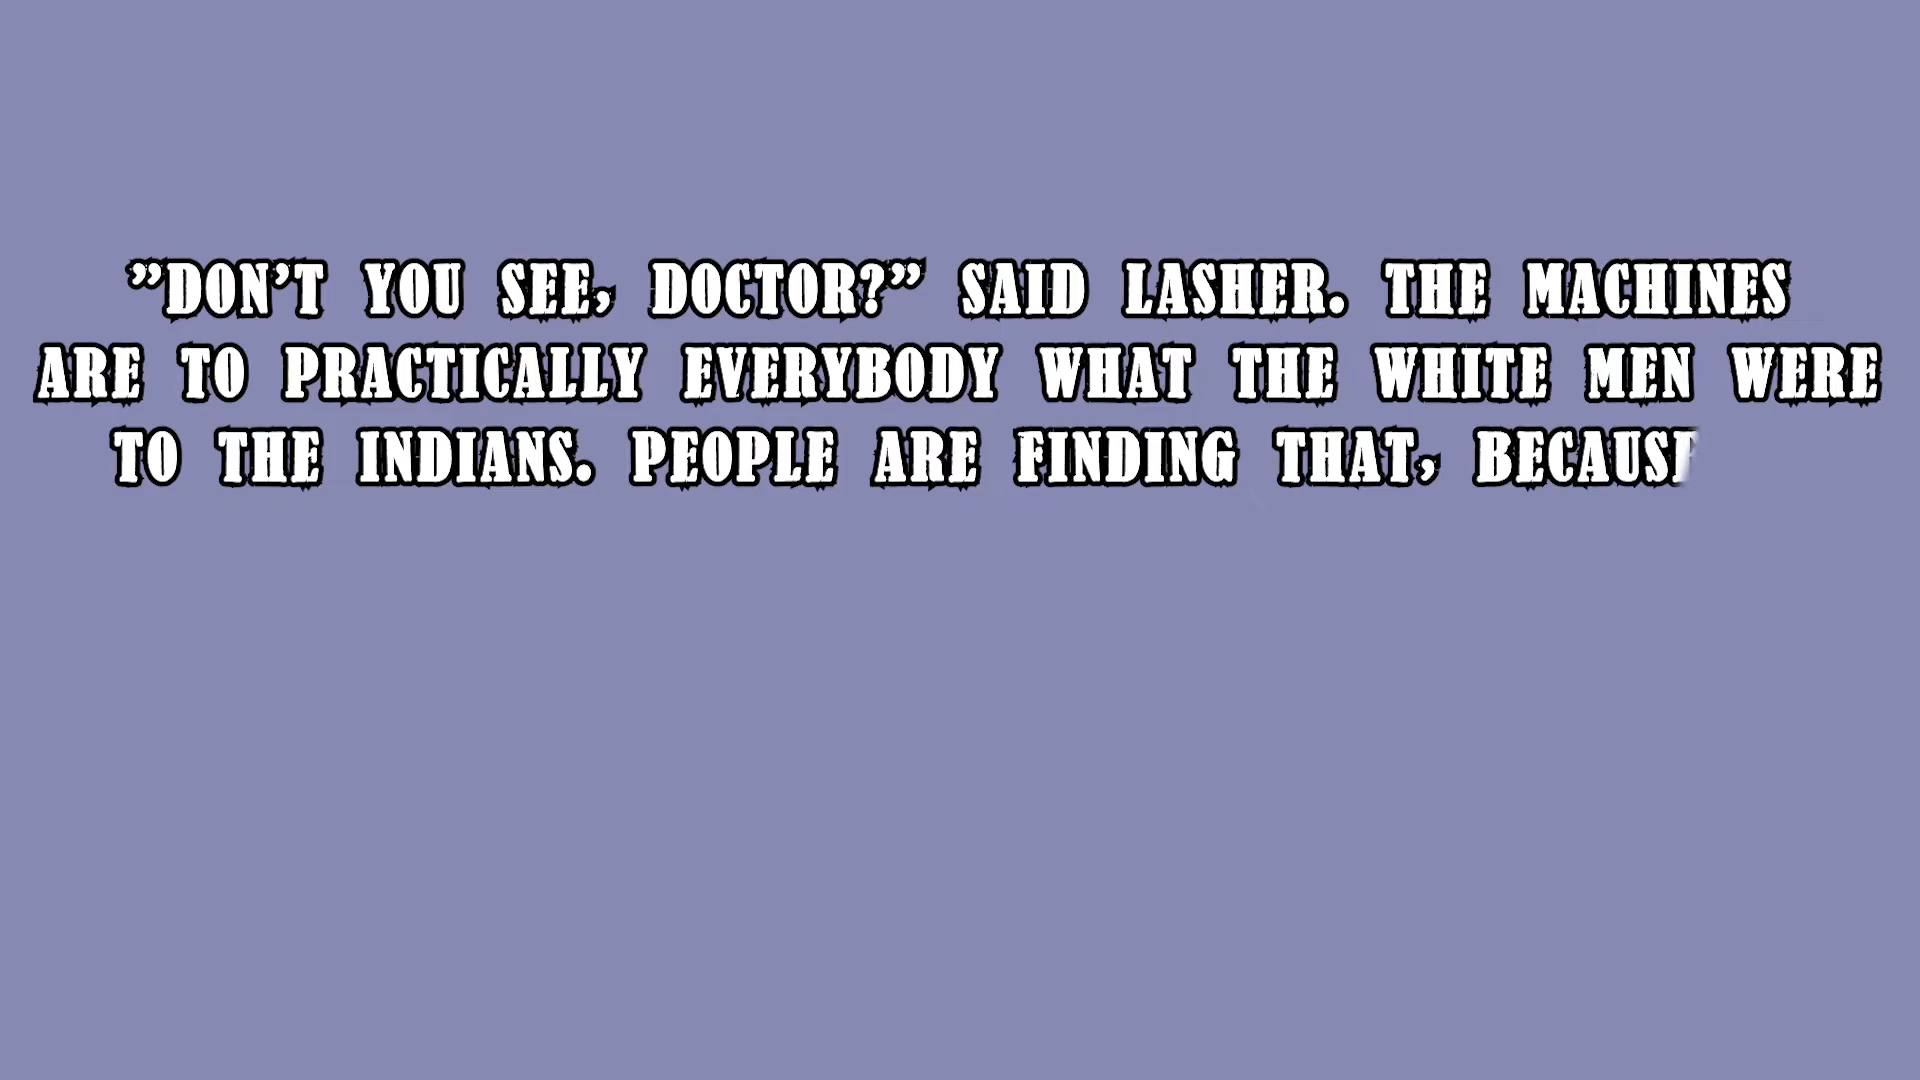 ”DON’T YOU SEE, DOCTOR?” SAID LASHER. THE MACHINES
ARE TO PRACTICALLY EVERYBODY WHAT THE WHITE MEN WERE
TO THE INDIANS. PEOPLE ARE FINDING THAT, BECAUSE